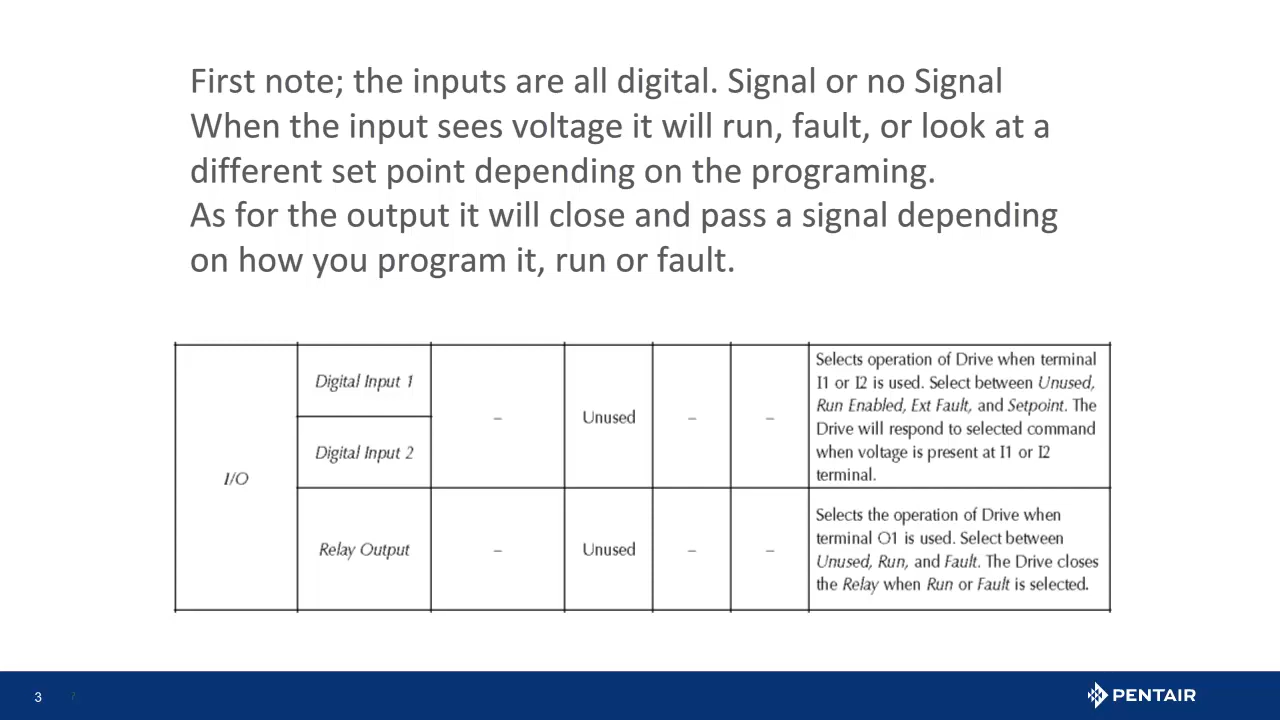 First note; the inputs are all digital. Signal or no Signal
When the input sees voltage it will run, fault, or look at a
different set point depending on the programing.
As for the output it will close and pass a signal depending
on how you program it, run or fault.
I/O
Digital Input 1
Digital Input 2
–
Unused
–
–
Selects operation of Drive when terminal
I1 or I2 is used. Select between Unused,
Run Enabled, Ext Fault, and Setpoint. The
Drive will respond to selected command
when voltage is present at I1 or I2
terminal.
Relay Output
–
Unused
–
–
Selects the operation of Drive when
terminal O1 is used. Select between
Unused, Run, and Fault. The Drive closes
the Relay when Run or Fault is selected.
3
7
PENTAIR